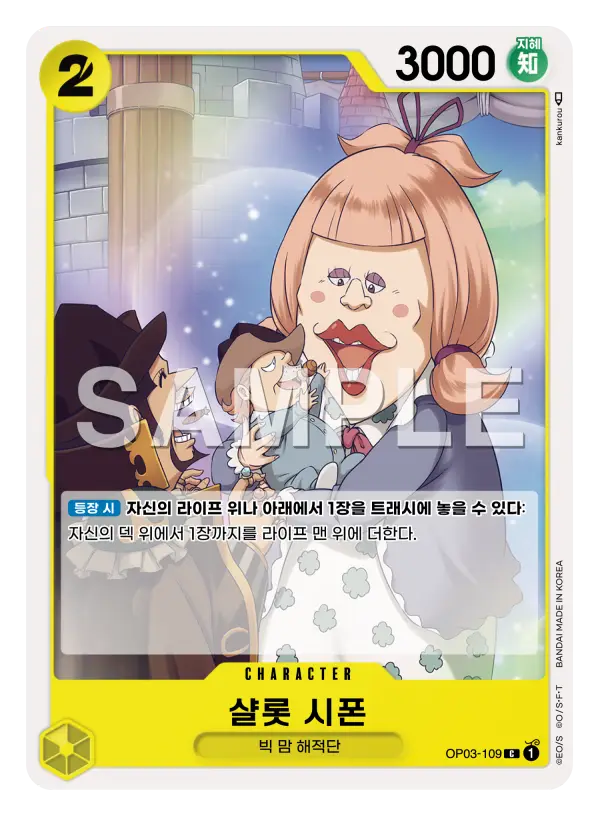 2
3000
지혜
知
kankurou
SAMPLE
등장 시 자신의 라이프 위나 아래에서 1장을 트래시에 놓을 수 있다:
자신의 덱 위에서 1장까지를 라이프 맨 위에 더한다.
CHARACTER
샬롯 시폰
빅 맘 해적단
OP03-109 C 1
©EO/S ©O/S·F·T BANDAI MADE IN KOREA